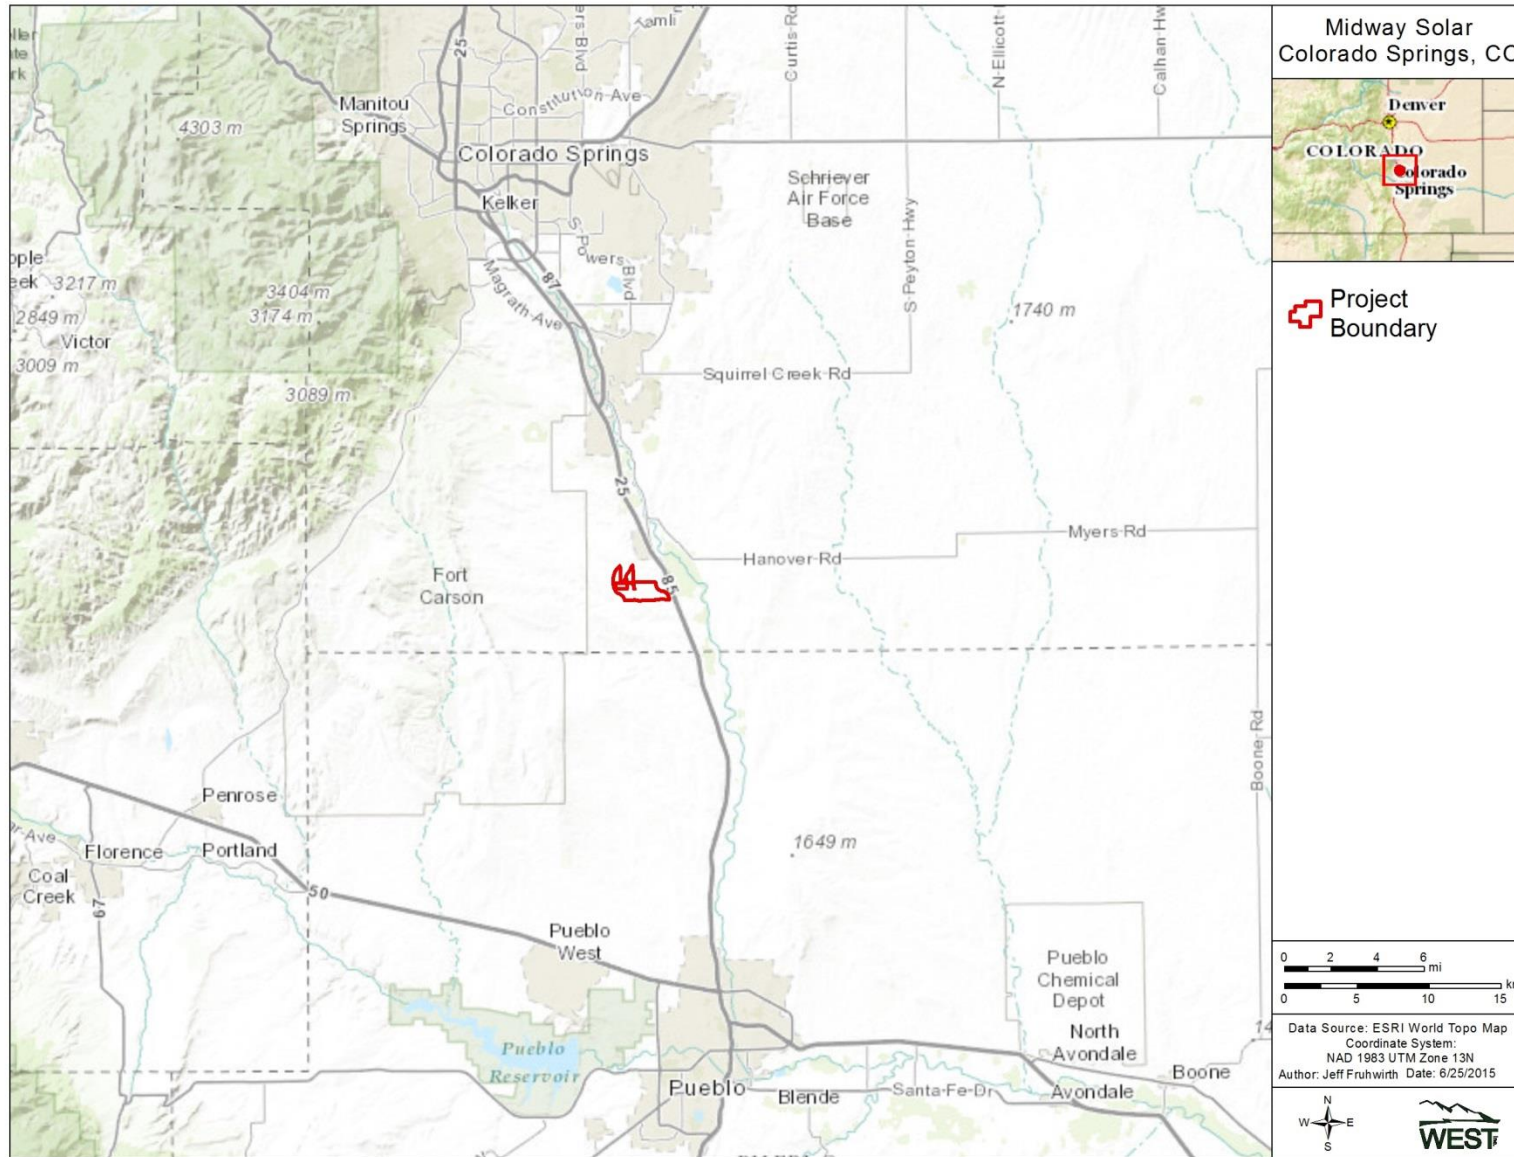 Midway Solar
Colorado Springs, CO
Denver
COLORADO
Colorado
Springs
Project
Boundary
0 2 4 6
mi
0 5 10 15
Data Source: ESRI World Topo Map
Coordinate System:
NAD 1983 UTM Zone 13N
Author: Jeff Fruhwirth Date: 6/25/2015
N
W E
S
WEST
25
Curtis-Rd
Calhan-Hw
Constitution-Ave
Manitou
Springs
4303 m
Colorado Springs
Kelker
Schriever
Air Force
Base
S-Powers-Blvd
S-Peyton-Hwy
Magrath-Ave
87
3217 m
3404 m
3174 m
2849 m
Victor
3009 m
3089 m
1740 m
Squirrel Creek Rd
25
Myers-Rd
Hanover-Rd
85
Fort
Carson
Boone-Rd
Penrose
Florence
Portland
Coal
Creek
67
50
1649 m
Pueblo
West
Pueblo
Chemical
Depot
North
Avondale
Pueblo
Reservoir
Pueblo
Blende
Santa-Fe-Dr
Avondale
Boone